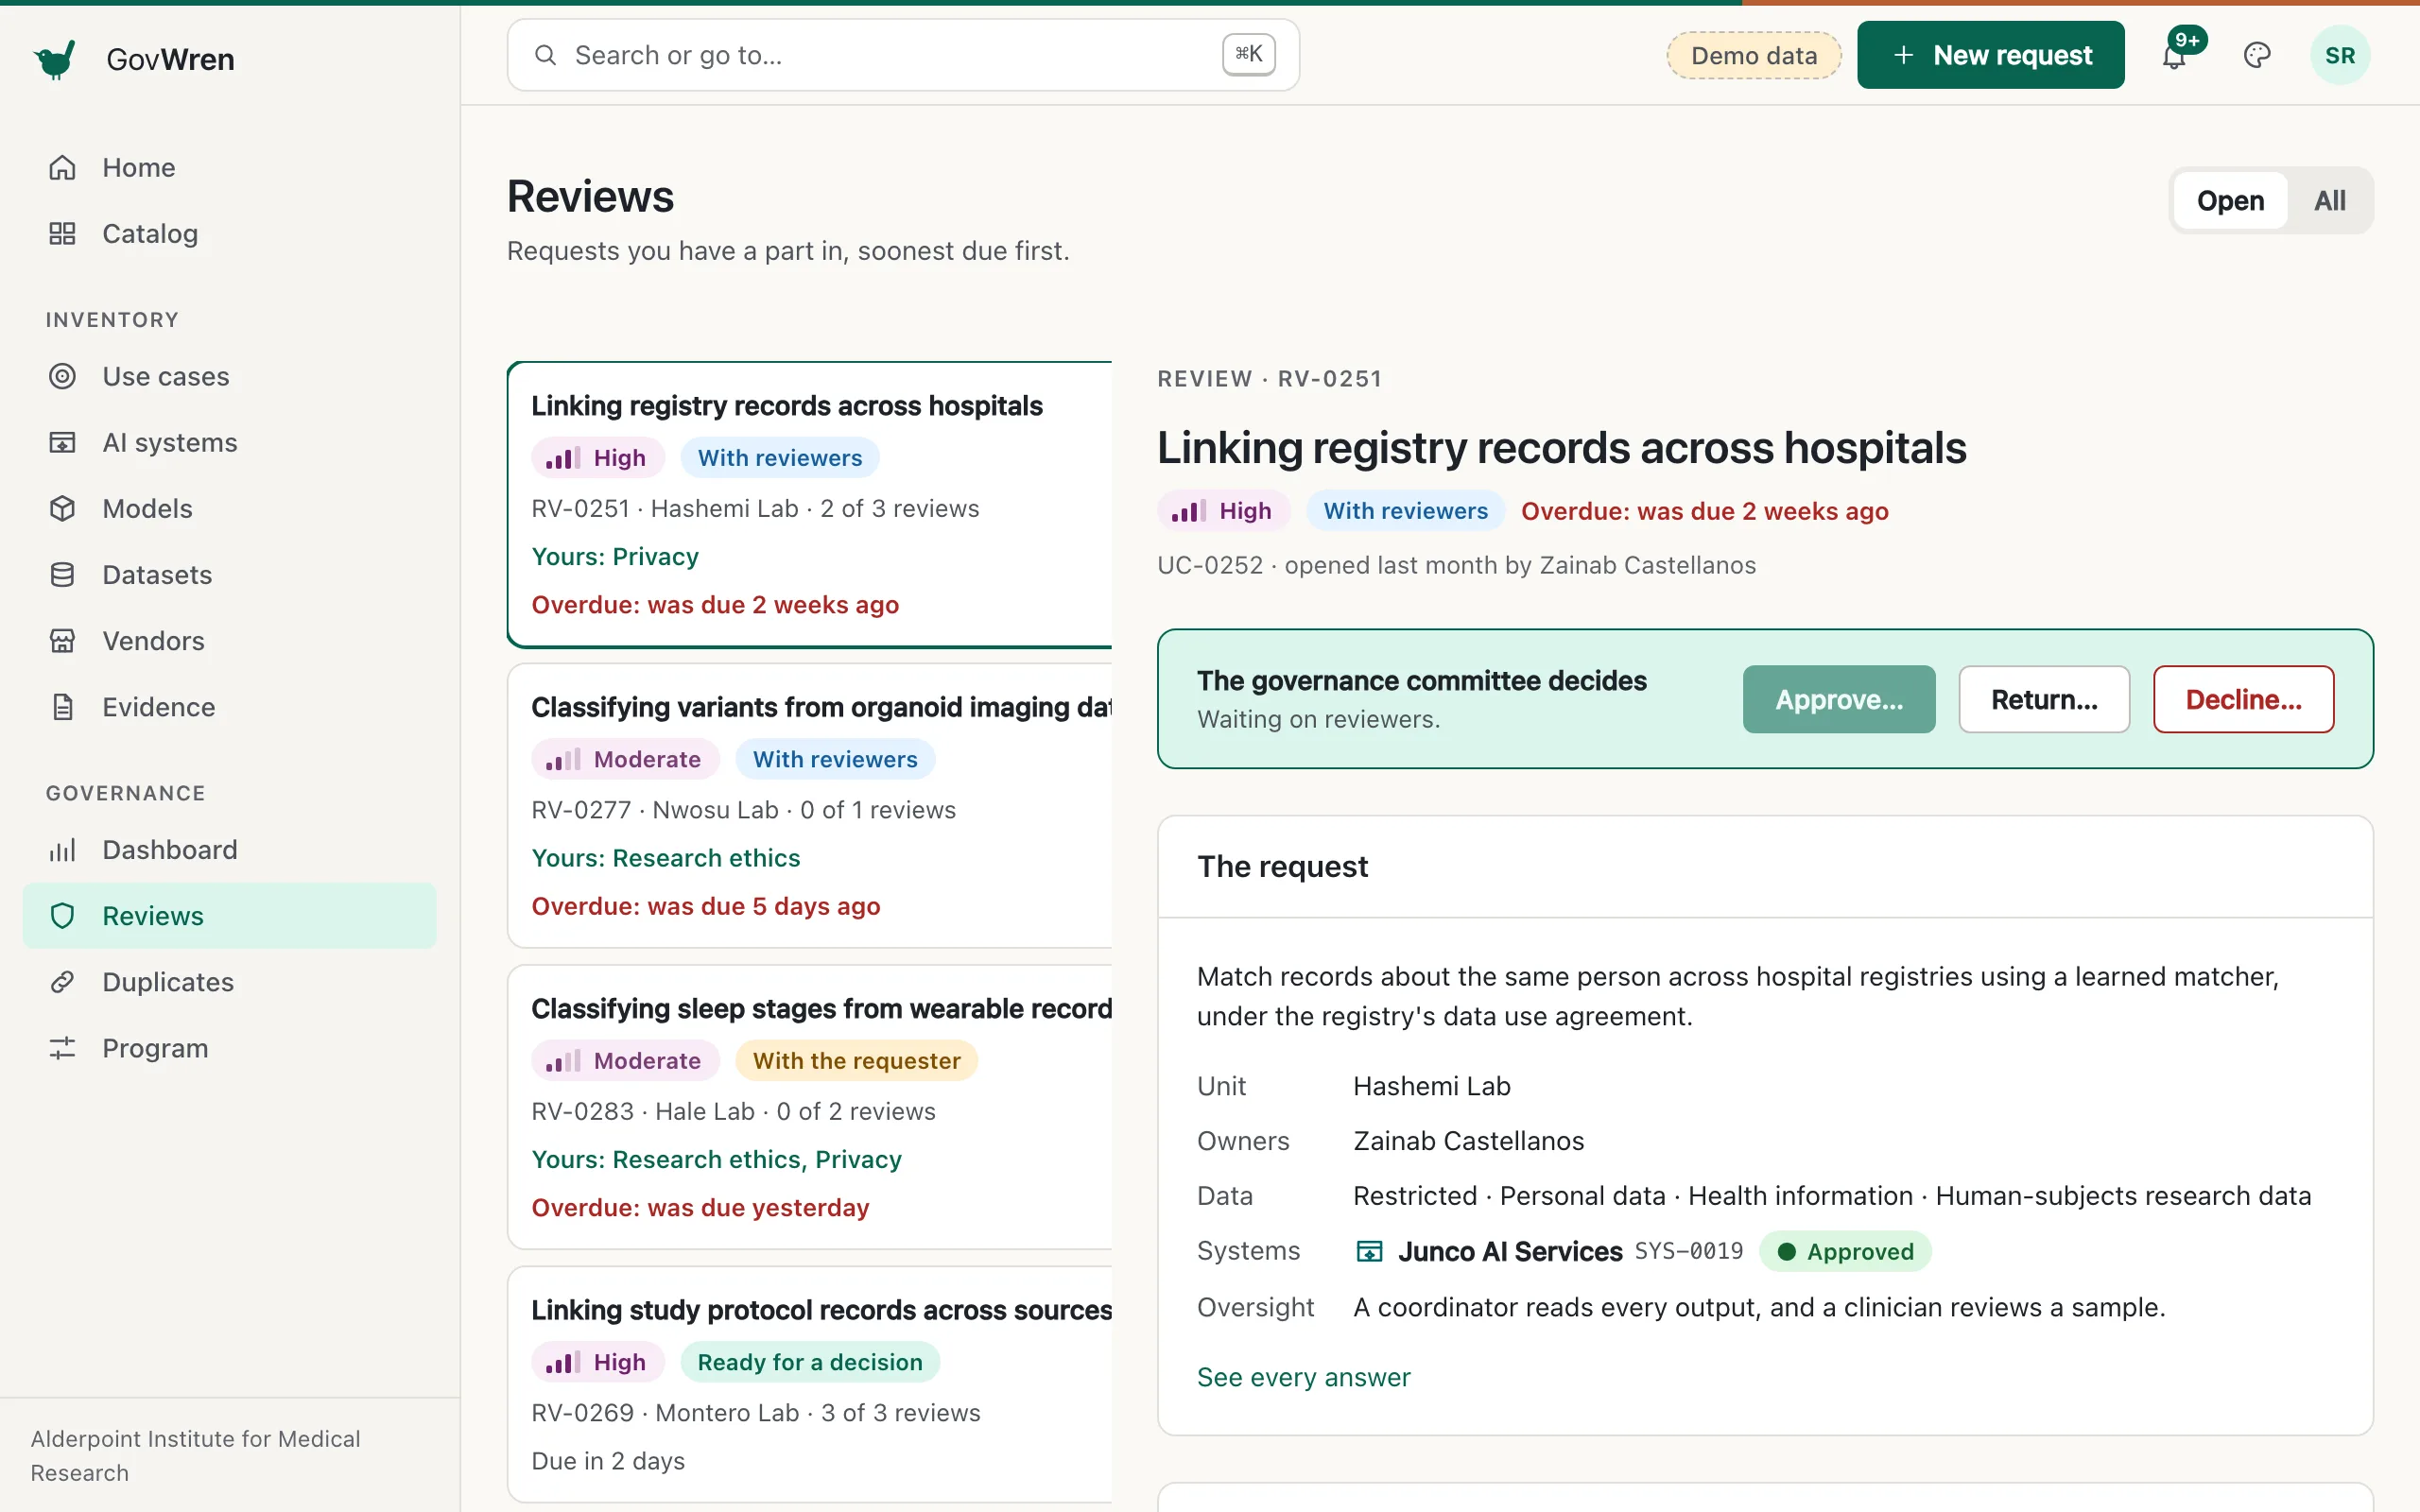 GovWren
Search or go to...
⌘K
Demo data
New request
9+
SR
Home
Catalog
INVENTORY
Use cases
AI systems
Models
Datasets
Vendors
Evidence
GOVERNANCE
Dashboard
Reviews
Duplicates
Program
Alderpoint Institute for Medical
Research
Reviews
Requests you have a part in, soonest due first.
Open
All
Linking registry records across hospitals
High
With reviewers
RV-0251 · Hashemi Lab · 2 of 3 reviews
Yours: Privacy
Overdue: was due 2 weeks ago
Classifying variants from organoid imaging dat
Moderate
With reviewers
RV-0277 · Nwosu Lab · 0 of 1 reviews
Yours: Research ethics
Overdue: was due 5 days ago
Classifying sleep stages from wearable record
Moderate
With the requester
RV-0283 · Hale Lab · 0 of 2 reviews
Yours: Research ethics, Privacy
Overdue: was due yesterday
Linking study protocol records across sources
High
Ready for a decision
RV-0269 · Montero Lab · 3 of 3 reviews
Due in 2 days
REVIEW · RV-0251
Linking registry records across hospitals
High
With reviewers
Overdue: was due 2 weeks ago
UC-0252 · opened last month by Zainab Castellanos
The governance committee decides
Waiting on reviewers.
Approve...
Return...
Decline...
The request
Match records about the same person across hospital registries using a learned matcher,
under the registry's data use agreement.
Unit Hashemi Lab
Owners Zainab Castellanos
Data Restricted · Personal data · Health information · Human-subjects research data
Systems Junco AI Services SYS-0019 Approved
Oversight A coordinator reads every output, and a clinician reviews a sample.
See every answer